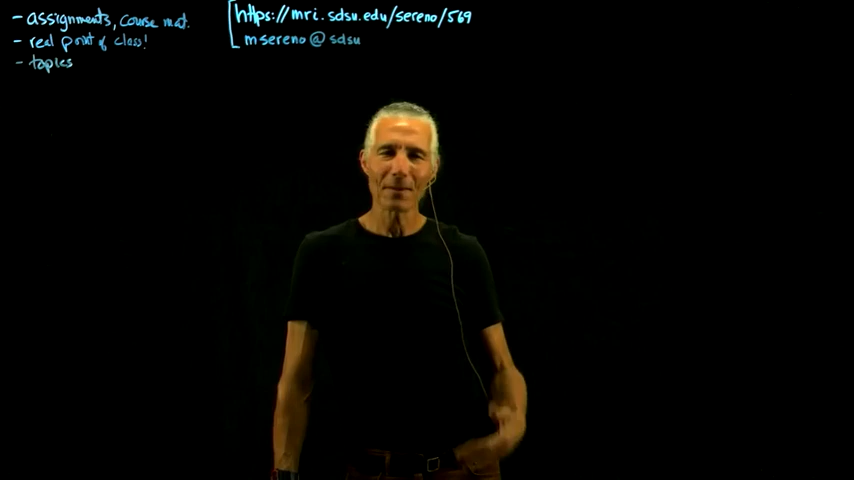 - assignments, course mat.
- real point of class!
- topics
https://mri.sdsu.edu/sereno/569
msereno@sdsu